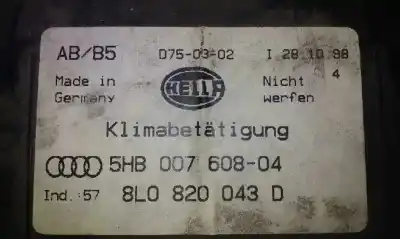 AB/B5 D75-03-02 I 28 10 98
Made in HELLA Nicht 4
Germany werfen
Klimabetätigung
5HB 007 608-04
Ind.:57 8L0 820 043 D